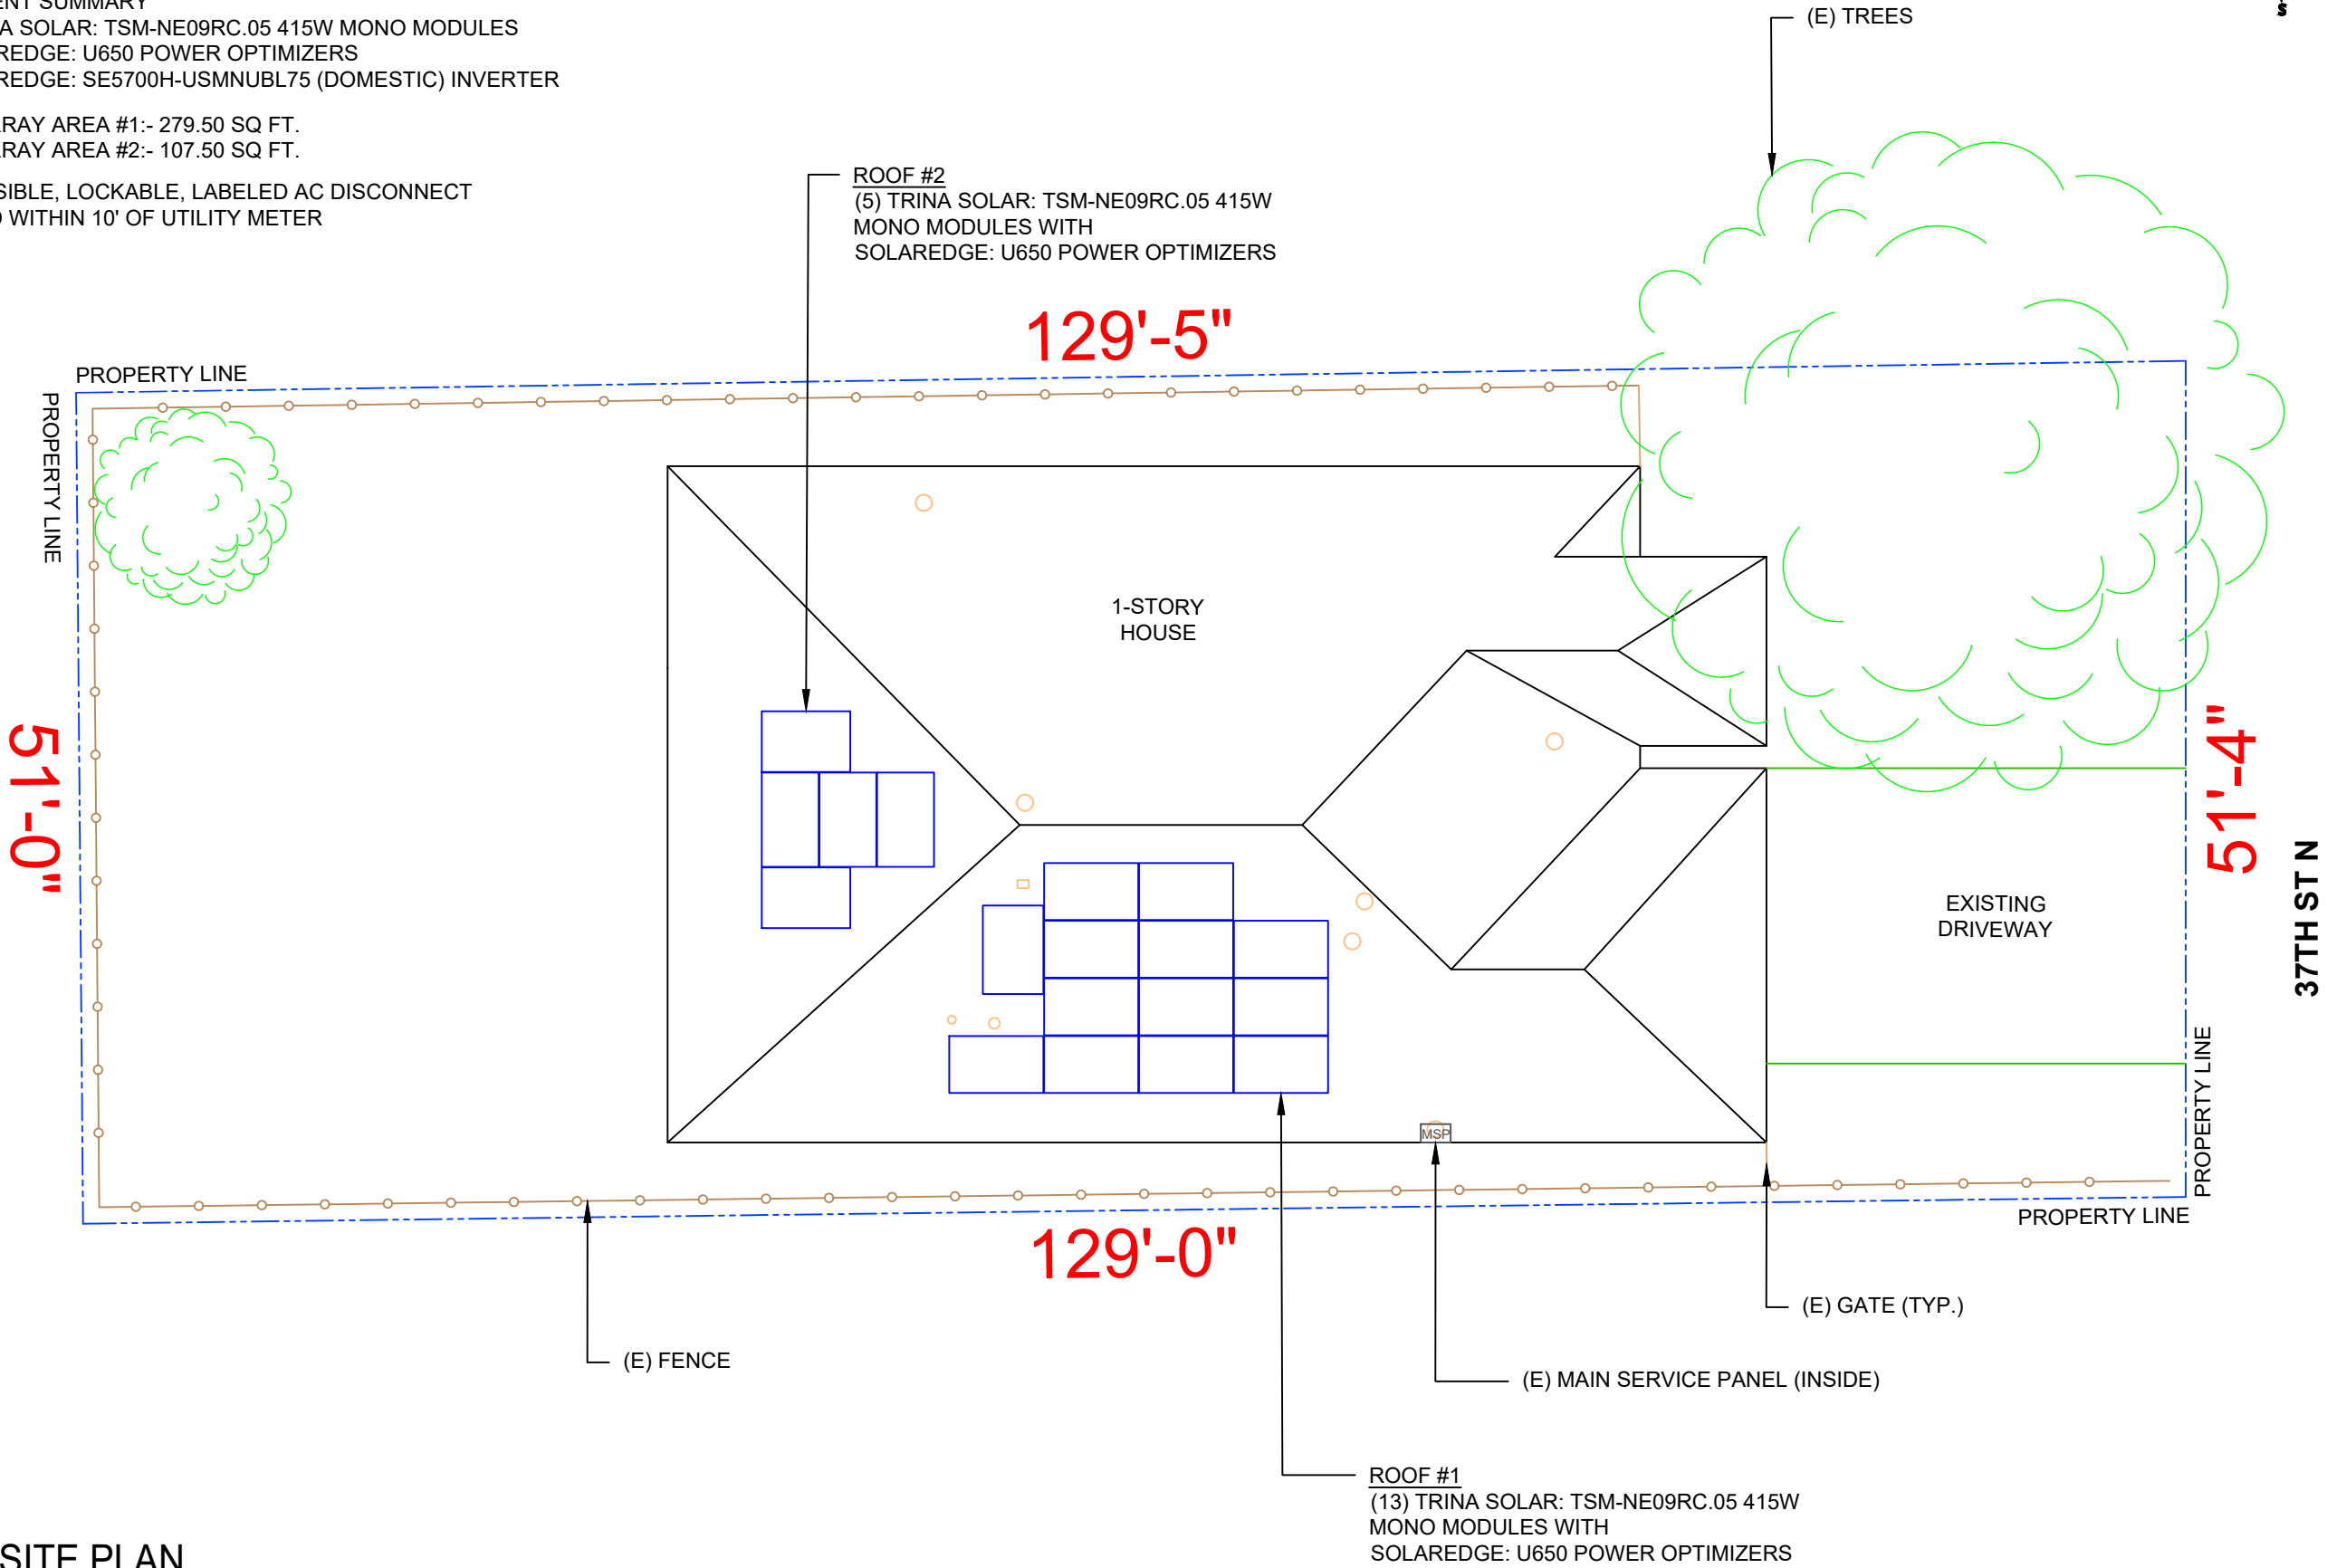 ENT SUMMARY
A SOLAR: TSM-NE09RC.05 415W MONO MODULES
REDGE: U650 POWER OPTIMIZERS
REDGE: SE5700H-USMNUBL75 (DOMESTIC) INVERTER
RAY AREA #1:- 279.50 SQ FT.
RAY AREA #2:- 107.50 SQ FT.
SIBLE, LOCKABLE, LABELED AC DISCONNECT
D WITHIN 10' OF UTILITY METER
(E) TREES
S
ROOF #2
(5) TRINA SOLAR: TSM-NE09RC.05 415W
MONO MODULES WITH
SOLAREDGE: U650 POWER OPTIMIZERS
129'-5"
PROPERTY LINE
PROPERTY LINE
51'-0"
1-STORY
HOUSE
51'-4"
37TH ST N
EXISTING
DRIVEWAY
MSP
PROPERTY LINE
PROPERTY LINE
129'-0"
(E) GATE (TYP.)
(E) FENCE
(E) MAIN SERVICE PANEL (INSIDE)
ROOF #1
(13) TRINA SOLAR: TSM-NE09RC.05 415W
MONO MODULES WITH
SOLAREDGE: U650 POWER OPTIMIZERS
SITE PLAN